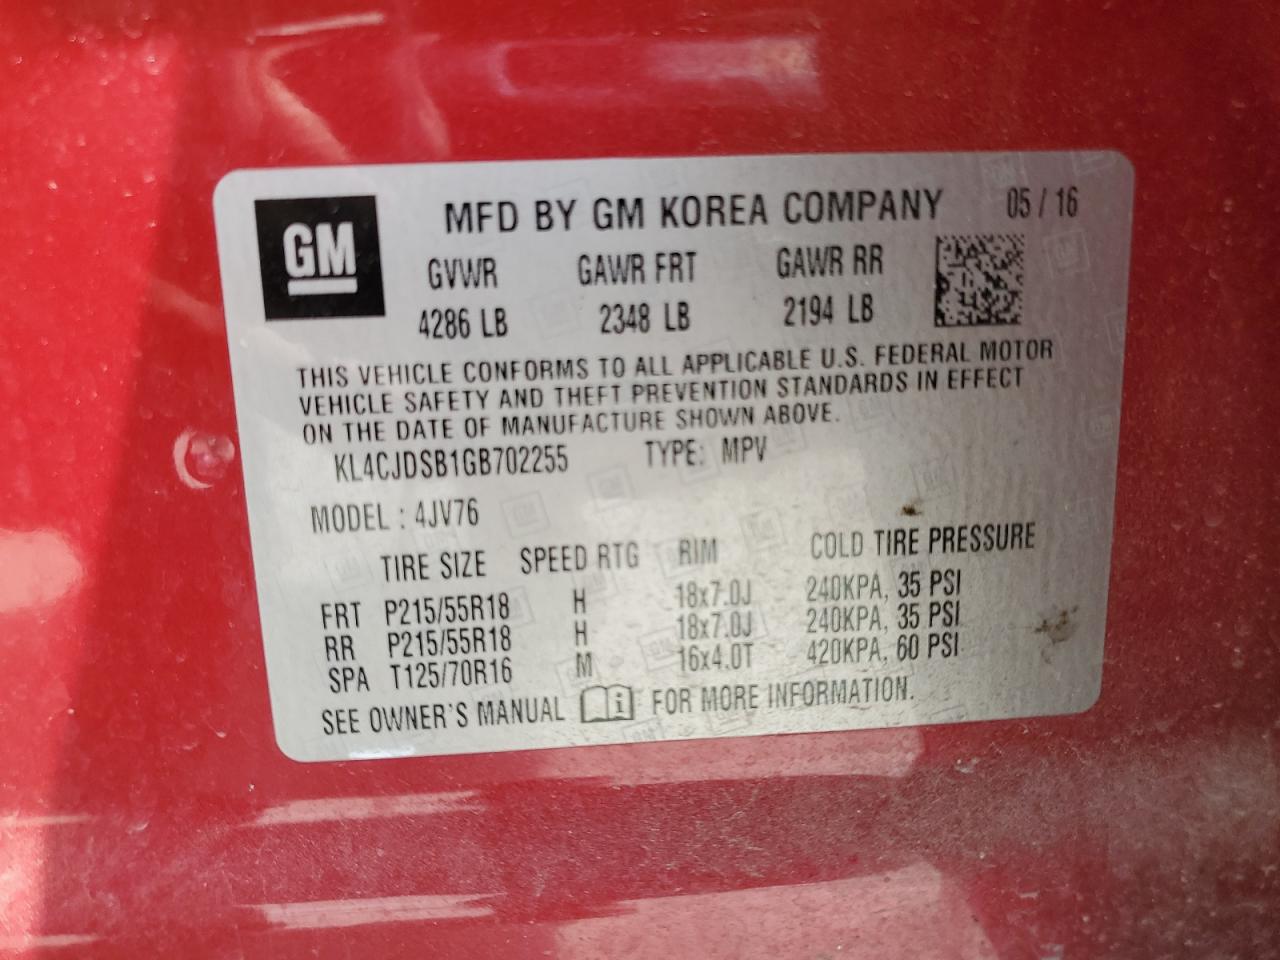 GM
MFD BY GM KOREA COMPANY 05 / 16
GVWR GAWR FRT GAWR RR
4286 LB 2348 LB 2194 LB
THIS VEHICLE CONFORMS TO ALL APPLICABLE U.S. FEDERAL MOTOR
VEHICLE SAFETY AND THEFT PREVENTION STANDARDS IN EFFECT
ON THE DATE OF MANUFACTURE SHOWN ABOVE.
KL4CJDSB1GB702255 TYPE: MPV
MODEL : 4JV76
TIRE SIZE SPEED RTG RIM COLD TIRE PRESSURE
FRT P215/55R18 H 18x7.0J 240KPA, 35 PSI
RR P215/55R18 H 18x7.0J 240KPA, 35 PSI
SPA T125/70R16 M 16x4.0T 420KPA, 60 PSI
SEE OWNER'S MANUAL i FOR MORE INFORMATION.